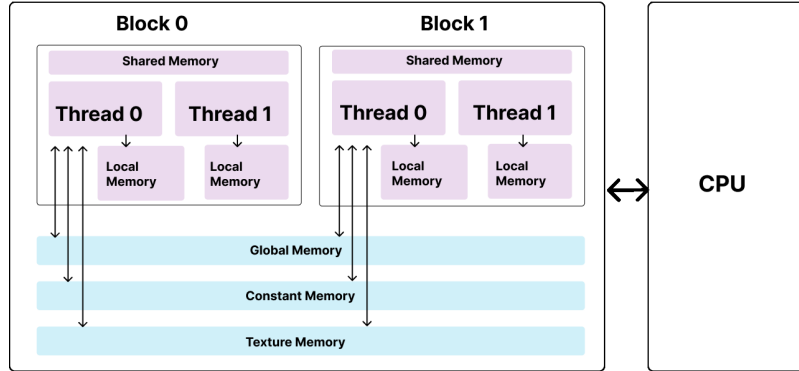 Block 0
Block 1
Shared Memory
Shared Memory
Thread 0
Thread 1
Thread 0
Thread 1
Local
Memory
Local
Memory
Local
Memory
Local
Memory
CPU
Global Memory
Constant Memory
Texture Memory